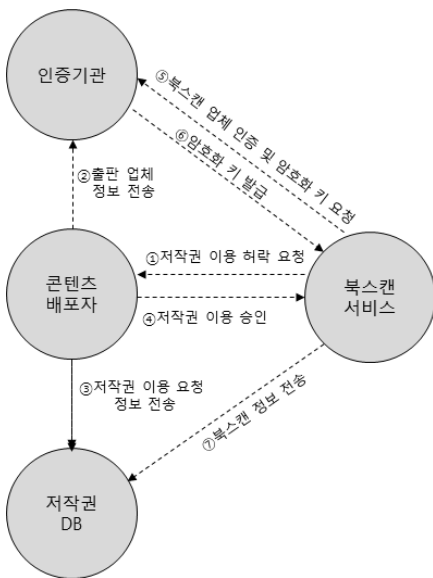 인증기관
⑤북스캔 업체 인증 및 암호화 키 요청
⑥암호화 키 발급
②출판 업체
정보 전송
①저작권 이용 허락 요청
콘텐츠
배포자
북스캔
서비스
④저작권 이용 승인
③저작권 이용 요청
정보 전송
⑦북스캔 정보 전송
저작권
DB